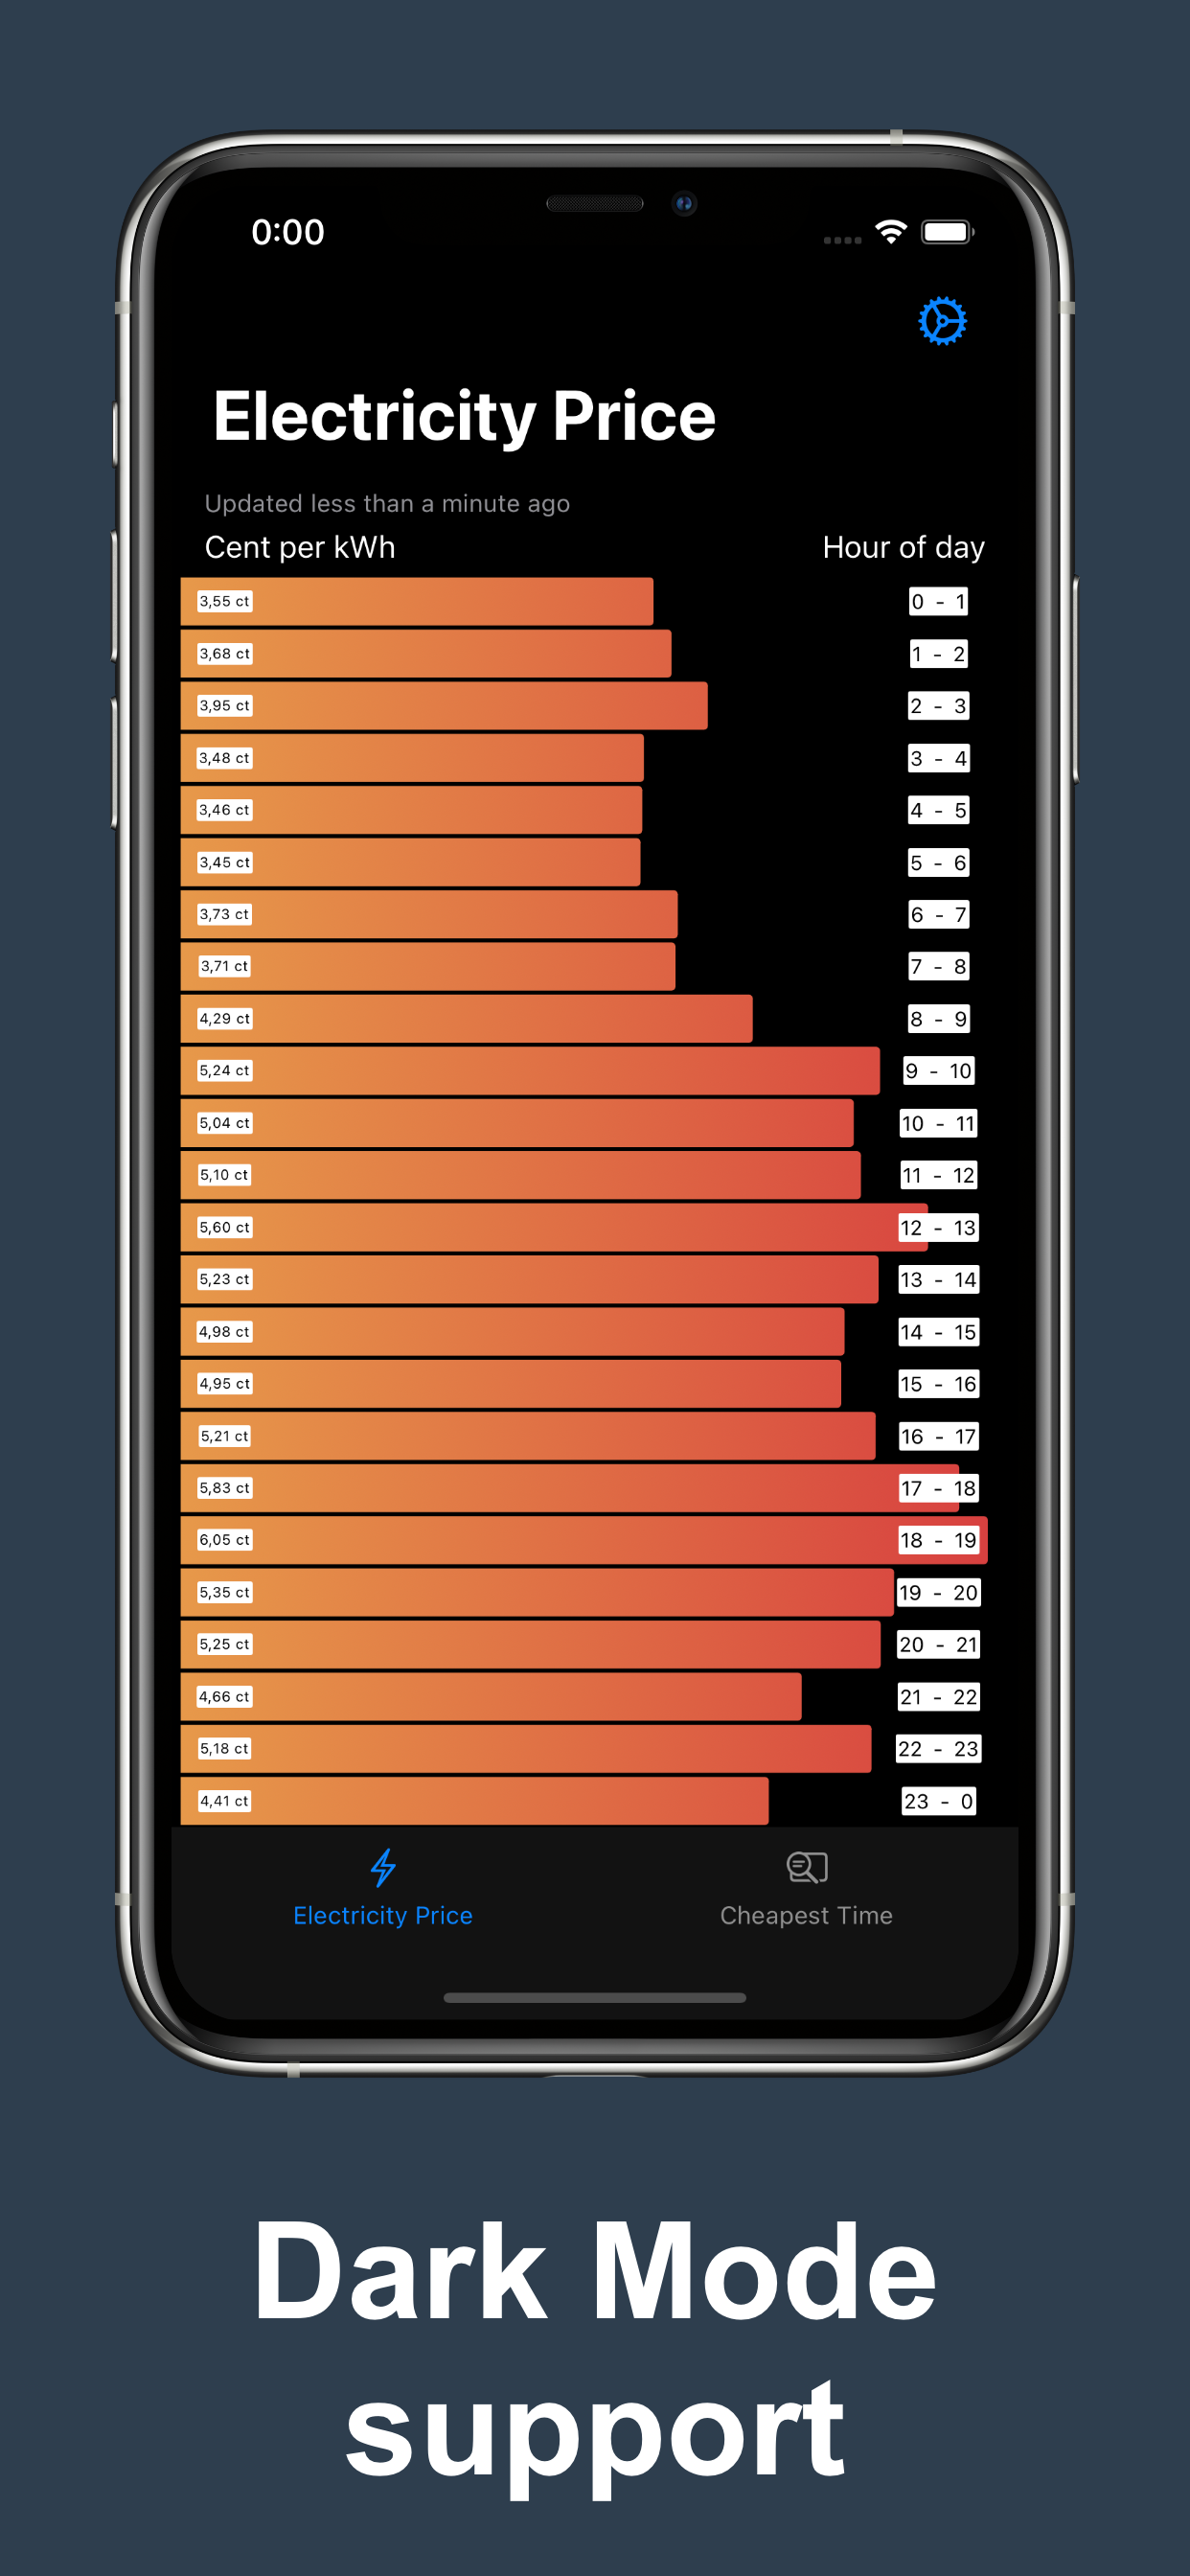 0:00
Electricity Price
Updated less than a minute ago
Cent per kWh Hour of day
3,55 ct 0 - 1
3,68 ct 1 - 2
3,95 ct 2 - 3
3,48 ct 3 - 4
3,46 ct 4 - 5
3,45 ct 5 - 6
3,73 ct 6 - 7
3,71 ct 7 - 8
4,29 ct 8 - 9
5,24 ct 9 - 10
5,04 ct 10 - 11
5,10 ct 11 - 12
5,60 ct 12 - 13
5,23 ct 13 - 14
4,98 ct 14 - 15
4,95 ct 15 - 16
5,21 ct 16 - 17
5,83 ct 17 - 18
6,05 ct 18 - 19
5,35 ct 19 - 20
5,25 ct 20 - 21
4,66 ct 21 - 22
5,18 ct 22 - 23
4,41 ct 23 - 0
Electricity Price Cheapest Time
Dark Mode
support